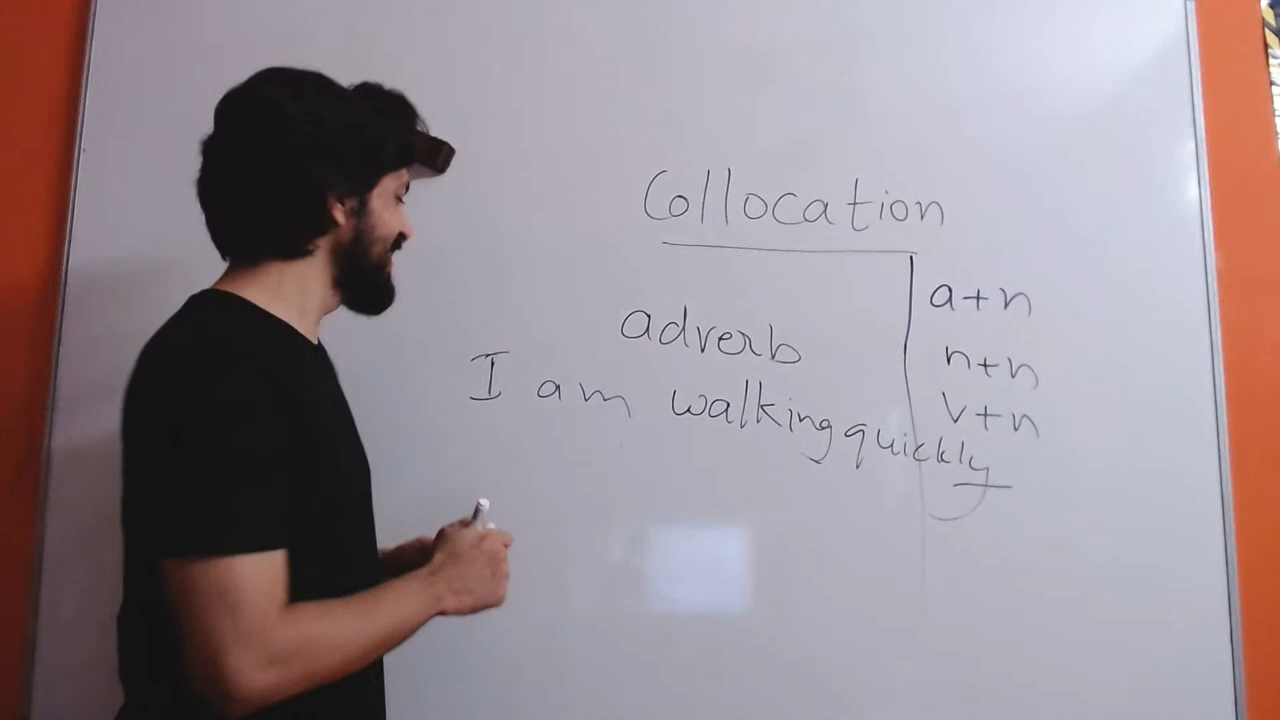 Collocation
a+n
adverb
n+n
I am walking quickly
v+n